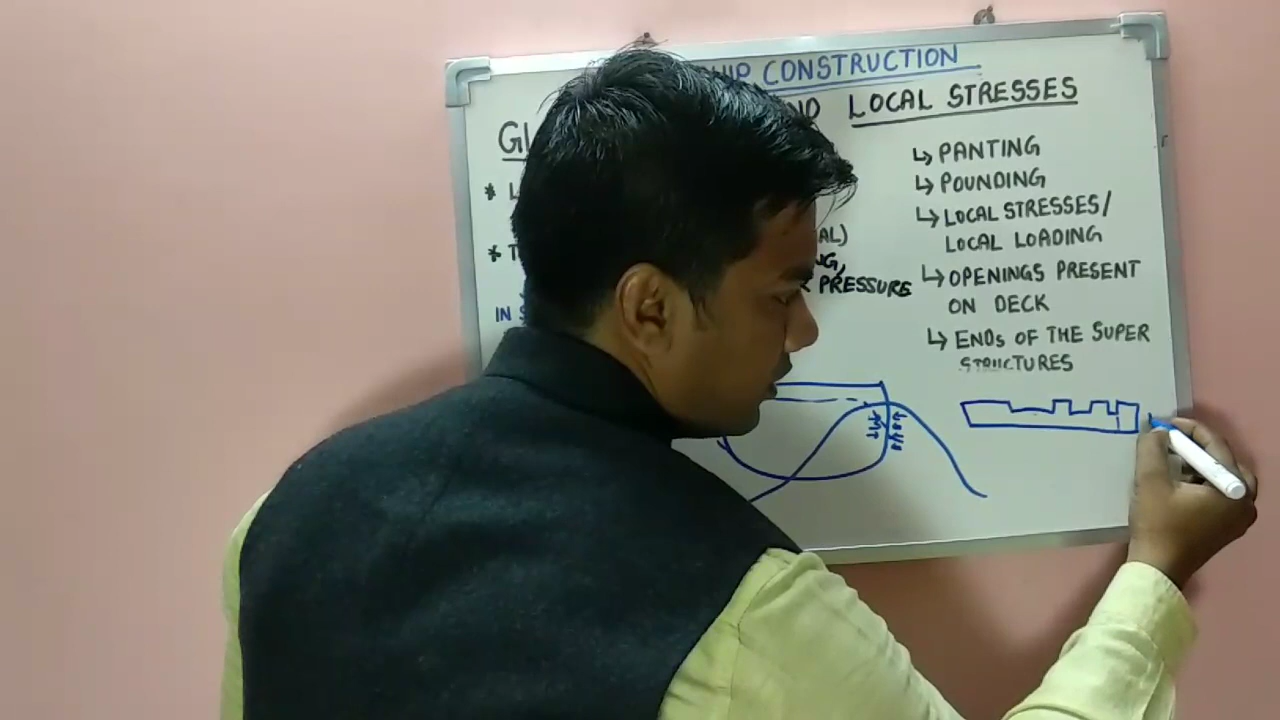 CONSTRUCTION
LOCAL STRESSES
PANTING
POUNDING
LOCAL STRESSES/
LOCAL LOADING
PRESSURE
OPENINGS PRESENT
ON DECK
ENDs OF THE SUPER
STRUCTURES
IN